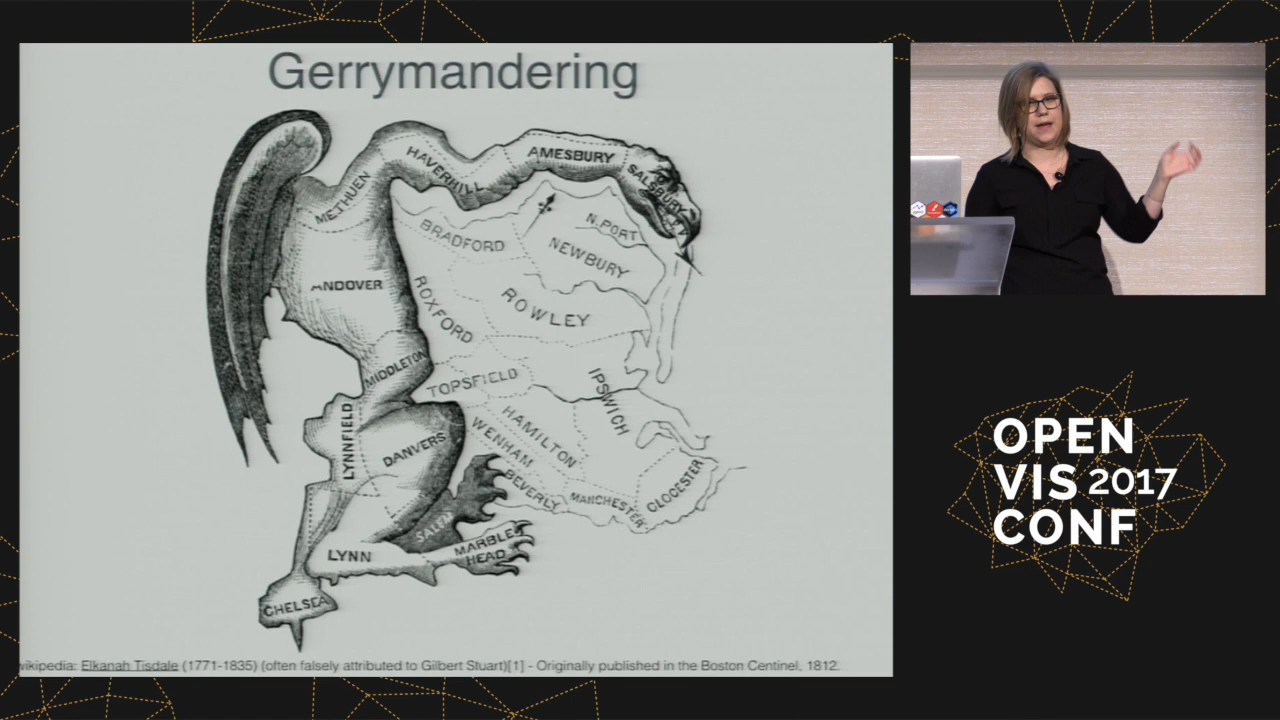 Gerrymandering
AMESBURY
HAVERHILL
SALSBURY
METHUEN
N.PORT
BRADFORD
NEWBURY
ANDOVER
ROXFORD
ROWLEY
MIDDLETON
TOPSFIELD
IPSWICH
HAMILTON
LYNNFIELD
DANVERS
WENHAM
BEVERLY
MANCHESTER
GLOCESTER
SALEM
LYNN
MARBLE
HEAD
CHELSEA
wikipedia: Elkanah Tisdale (1771-1835) (often falsely attributed to Gilbert Stuart)[1] - Originally published in the Boston Centinel, 1812.
OPEN
VIS 2017
CONF